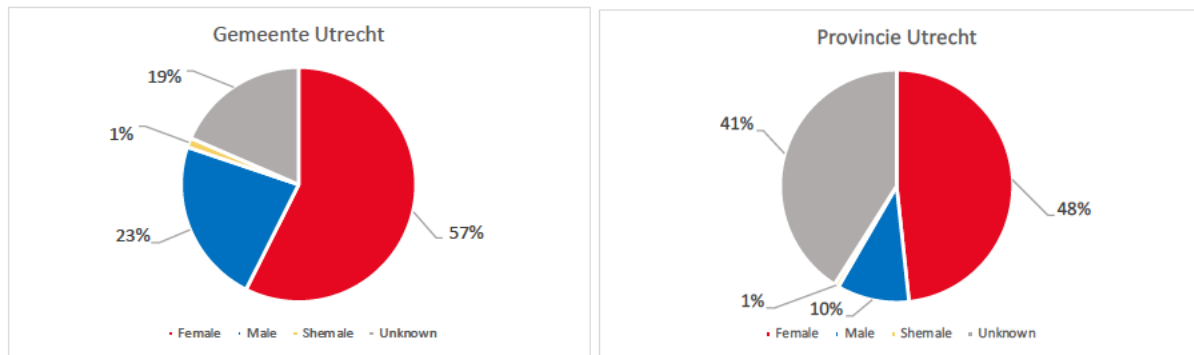 Gemeente Utrecht
19%
1%
23%
57%
Female Male Shemale Unknown
Provincie Utrecht
41%
48%
1%
10%
Female Male Shemale Unknown